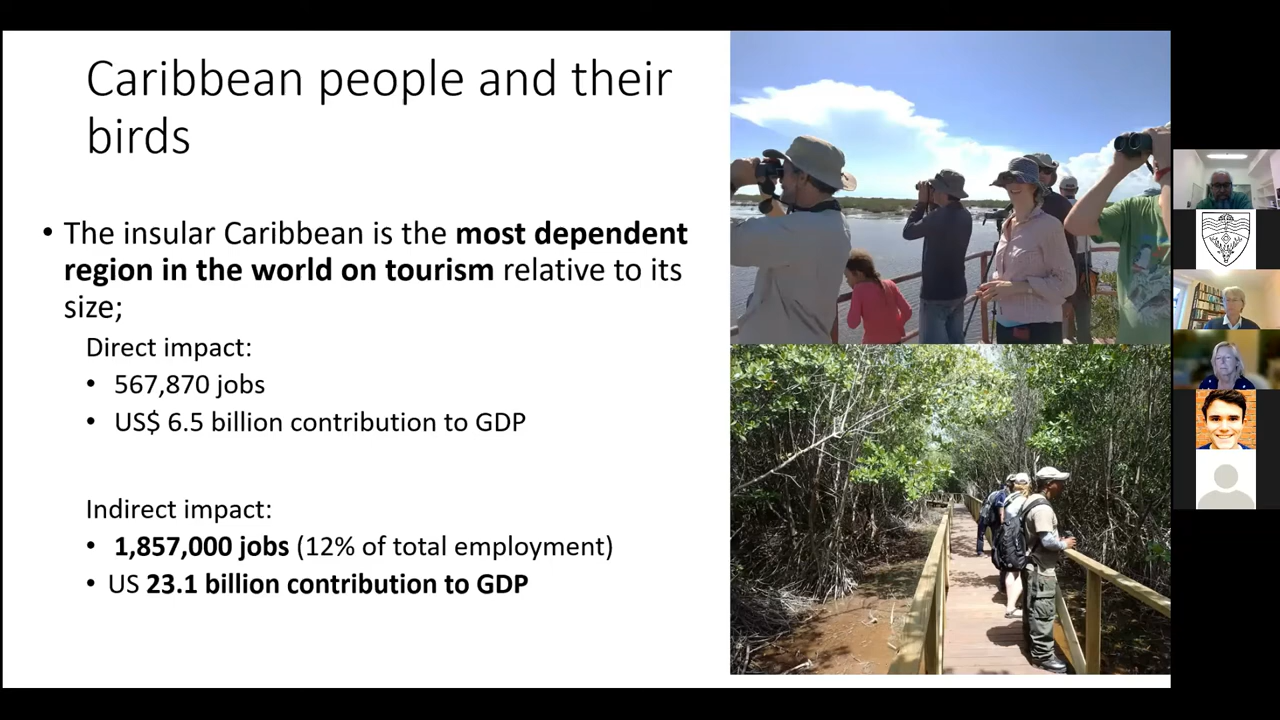 Caribbean people and their
birds
• The insular Caribbean is the most dependent
region in the world on tourism relative to its
size;
Direct impact:
• 567,870 jobs
• US$ 6.5 billion contribution to GDP
Indirect impact:
• 1,857,000 jobs (12% of total employment)
• US 23.1 billion contribution to GDP